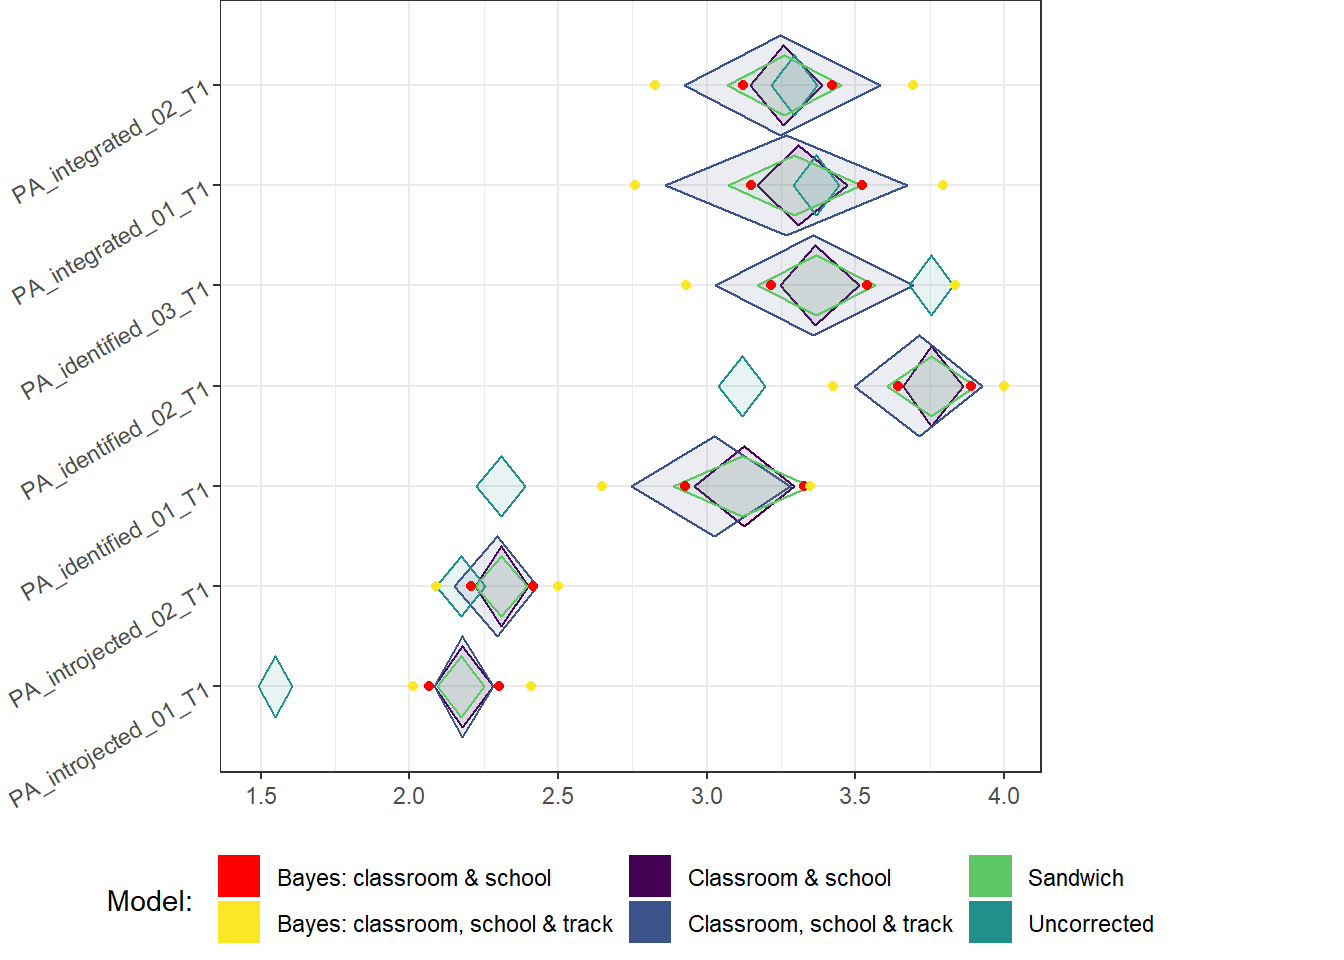 PA_integrated_02_T1
PA_integrated_01_T1
PA_identified_03_T1
PA_identified_02_T1
PA_identified_01_T1
PA_introjected_02_T1
PA_introjected_01_T1
1.5 2.0 2.5 3.0 3.5 4.0
Model:
Bayes: classroom & school
Bayes: classroom, school & track
Classroom & school
Classroom, school & track
Sandwich
Uncorrected